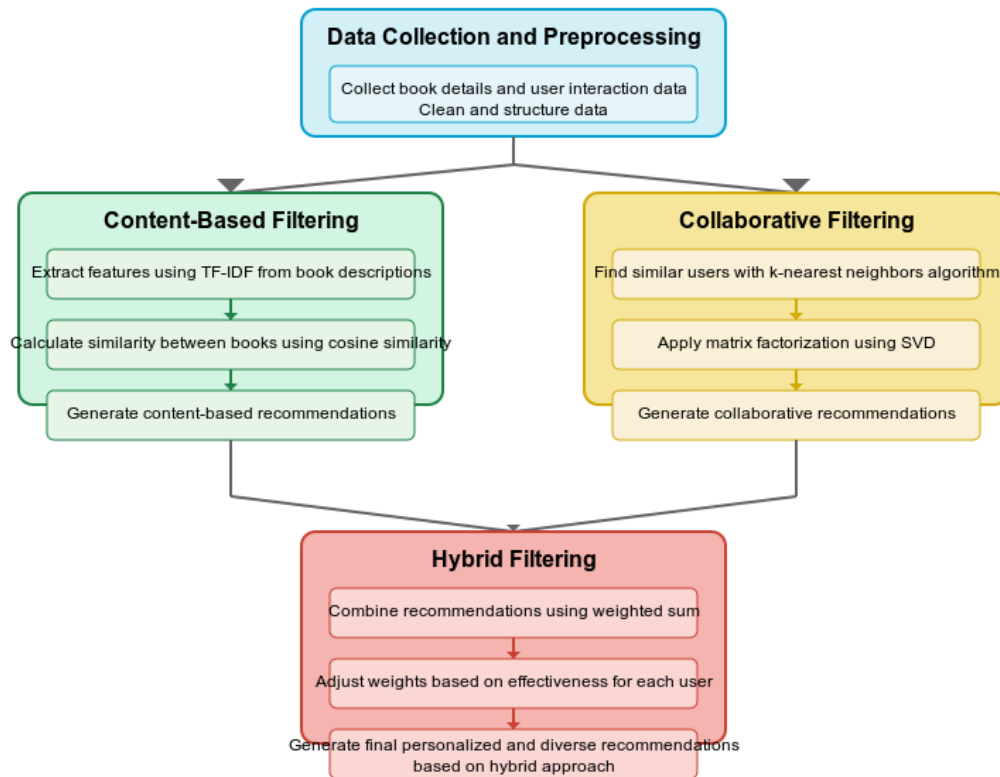 Data Collection and Preprocessing
Collect book details and user interaction data
Clean and structure data
Content-Based Filtering
Extract features using TF-IDF from book descriptions
Calculate similarity between books using cosine similarity
Generate content-based recommendations
Collaborative Filtering
Find similar users with k-nearest neighbors algorithm
Apply matrix factorization using SVD
Generate collaborative recommendations
Hybrid Filtering
Combine recommendations using weighted sum
Adjust weights based on effectiveness for each user
Generate final personalized and diverse recommendations
based on hybrid approach